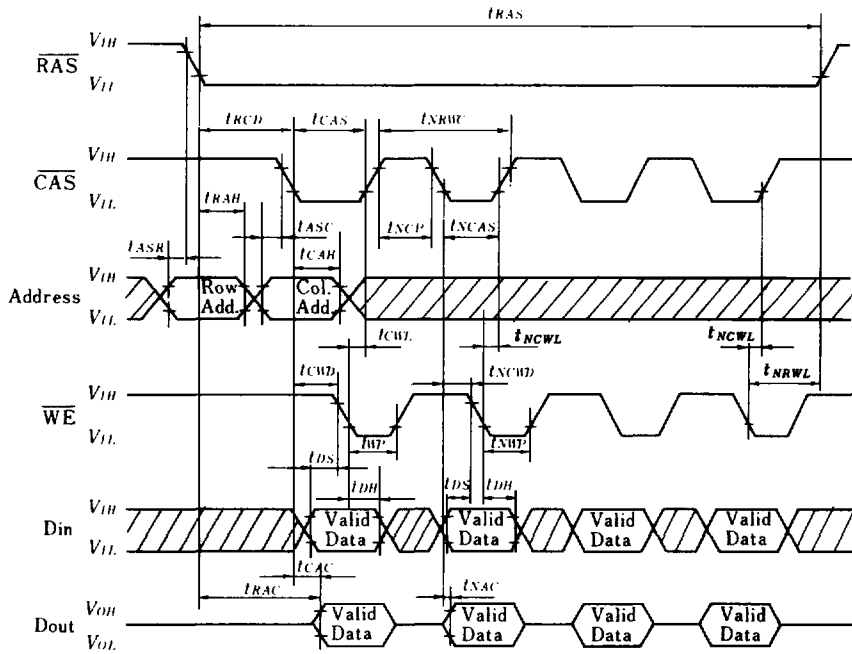 tRAS
VIH
RAS
VIL
tRCD tCAS tNRWC
VIH
CAS
VIL
tRAH tASC tNCP tNCAS
tASR tCAH
VIH
Address Row Add. Col. Add.
VIL
tCWL tNCWL tNCWL
tCWD tNCWD tNRWL
VIH
WE
VIL
tWP tNWP
tDS tDH tDS tDH
VIH
Din Valid Data Valid Data Valid Data Valid Data
VIL
tCAC
tRAC tNAC
VOH
Dout Valid Data Valid Data Valid Data Valid Data
VOL